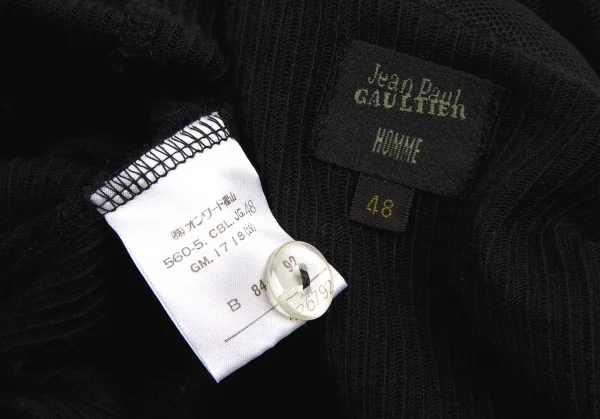 Jean Paul
GAULTIER
HOMME
48
㈱オンワード樫山
560-5. CBL.JG.48
GM.1718(20)
B 84 92